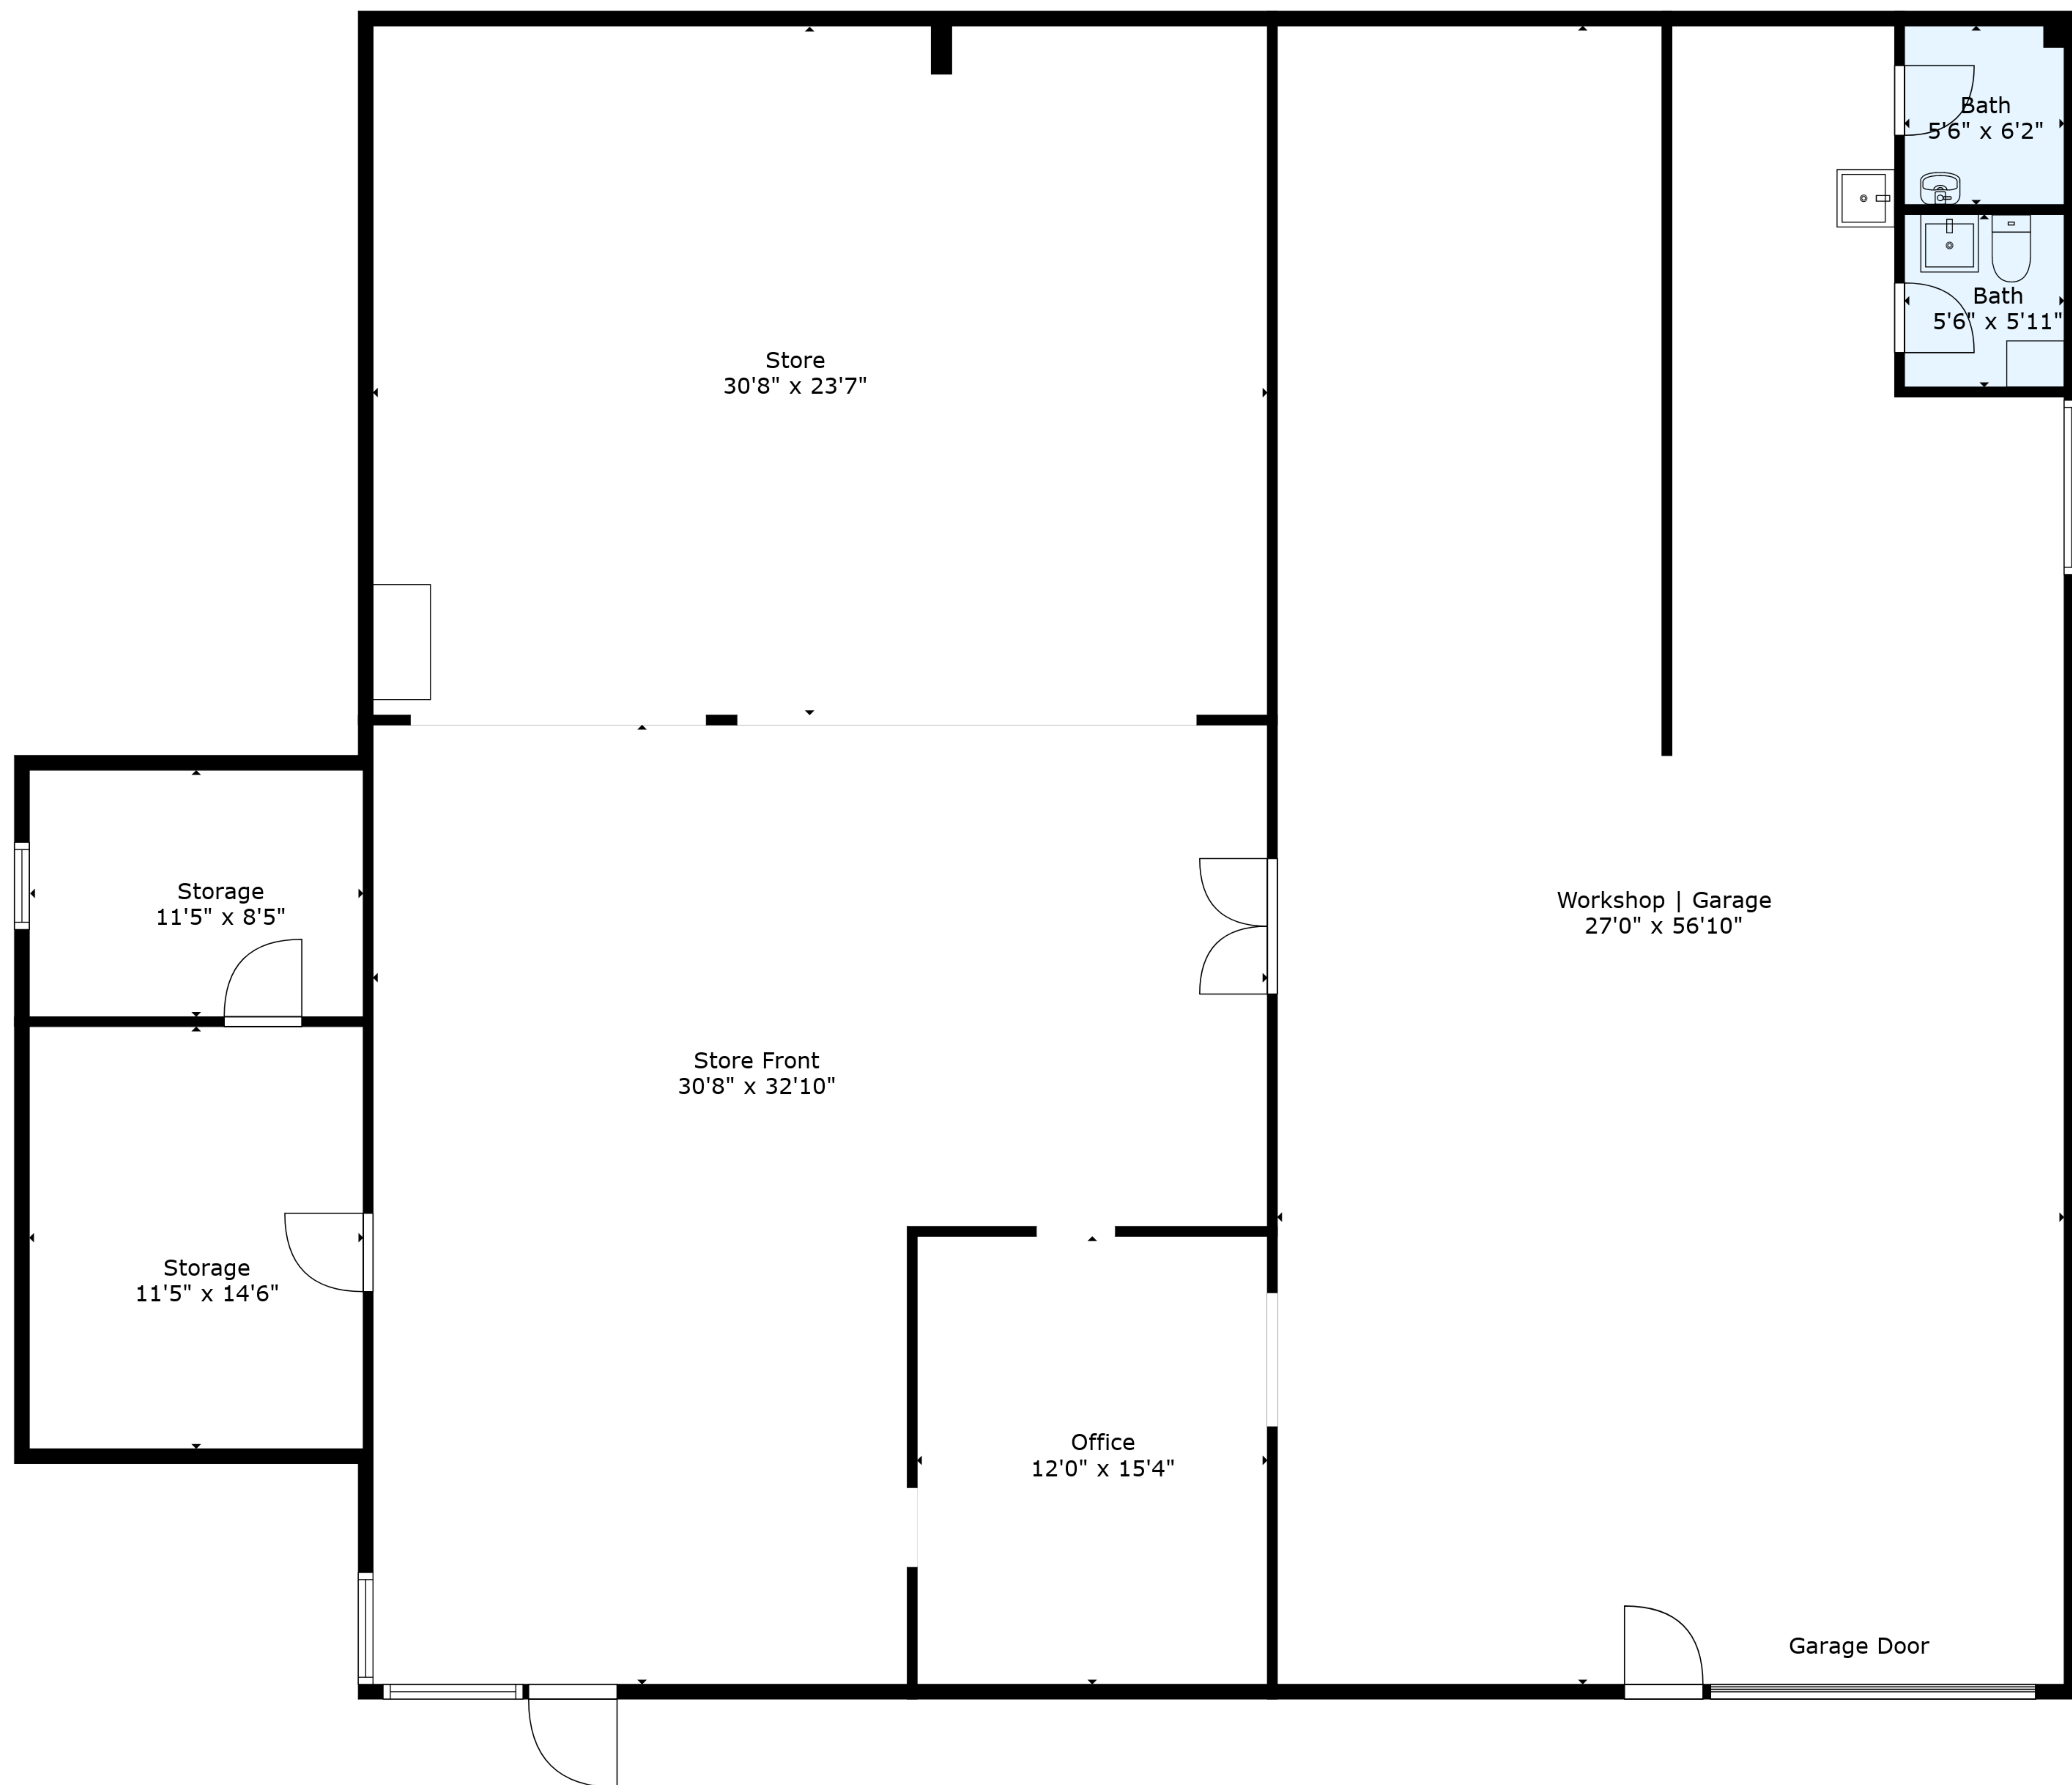 Bath
5'6" x 6'2"
Bath
5'6" x 5'11"
Store
30'8" x 23'7"
Storage
11'5" x 8'5"
Workshop | Garage
27'0" x 56'10"
Store Front
30'8" x 32'10"
Storage
11'5" x 14'6"
Office
12'0" x 15'4"
Garage Door